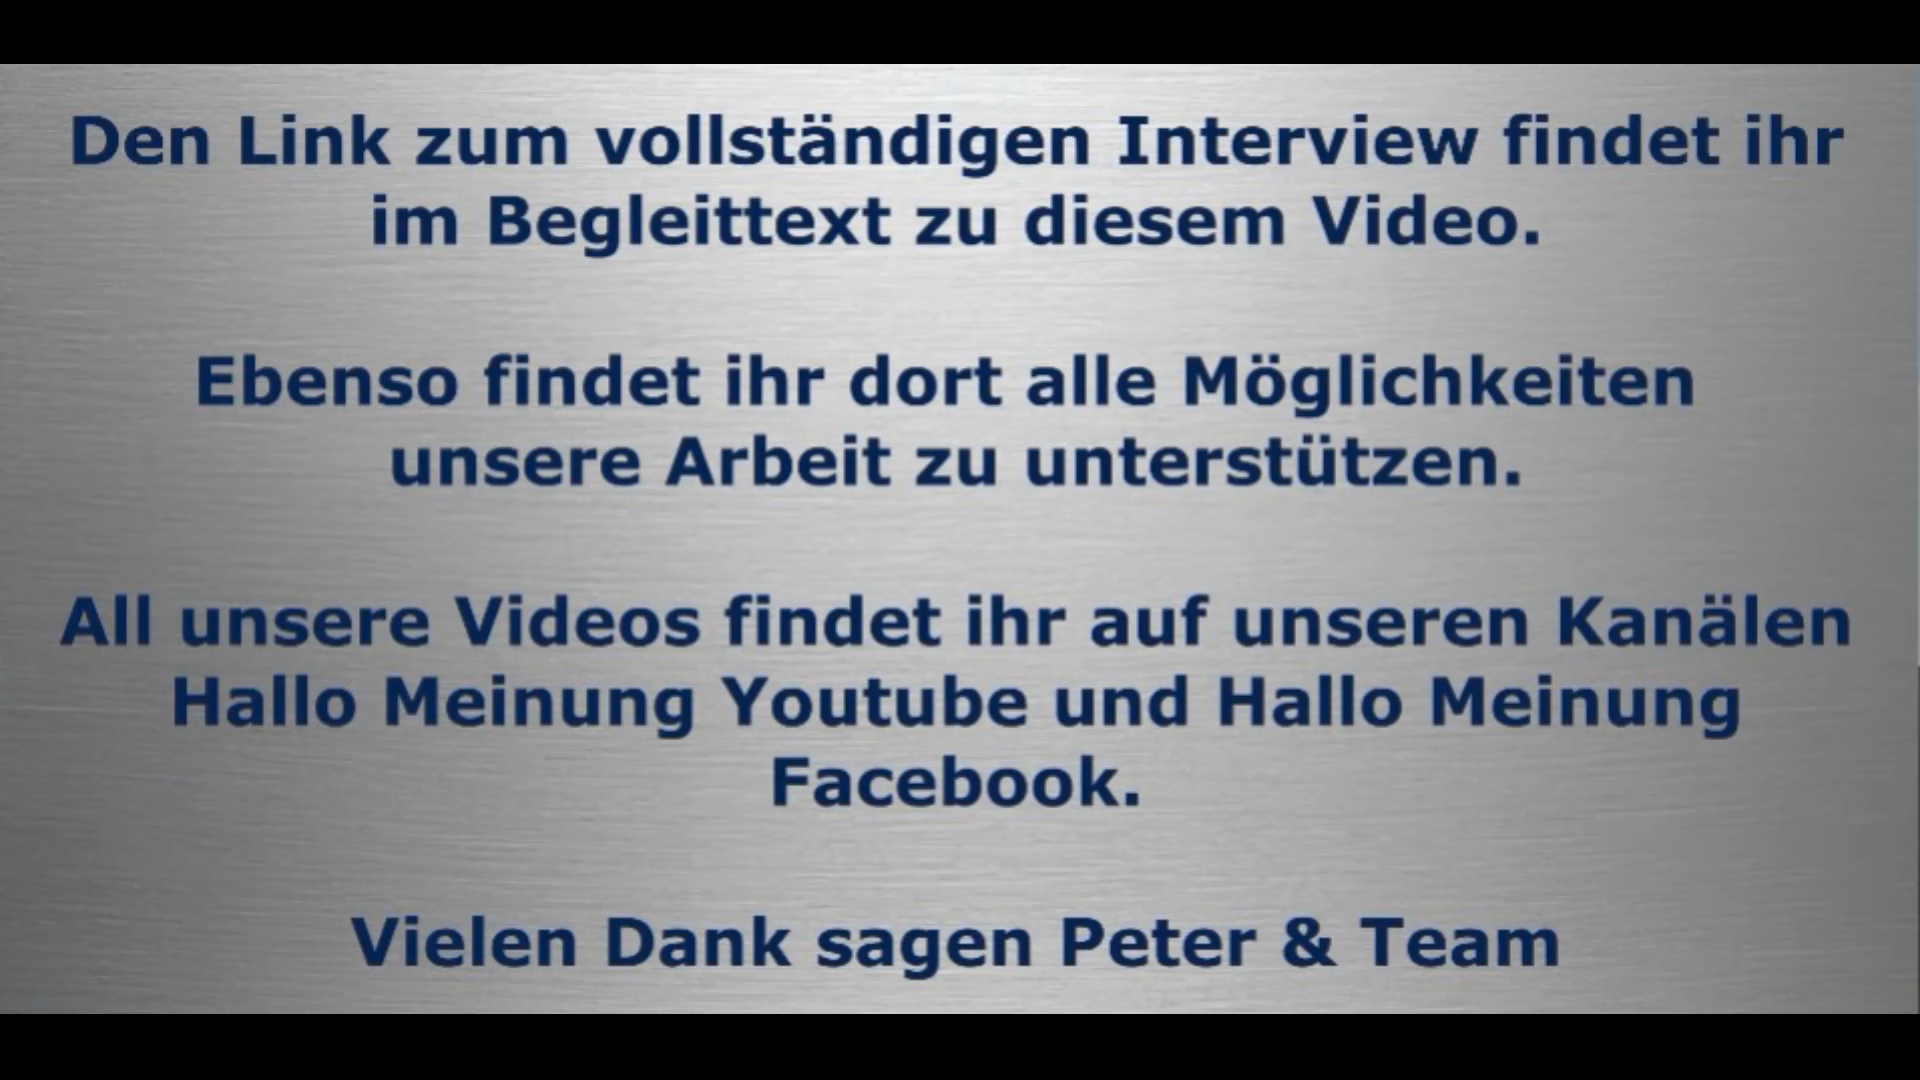 Den Link zum vollständigen Interview findet ihr
im Begleittext zu diesem Video.
Ebenso findet ihr dort alle Möglichkeiten
unsere Arbeit zu unterstützen.
All unsere Videos findet ihr auf unseren Kanälen
Hallo Meinung Youtube und Hallo Meinung
Facebook.
Vielen Dank sagen Peter & Team